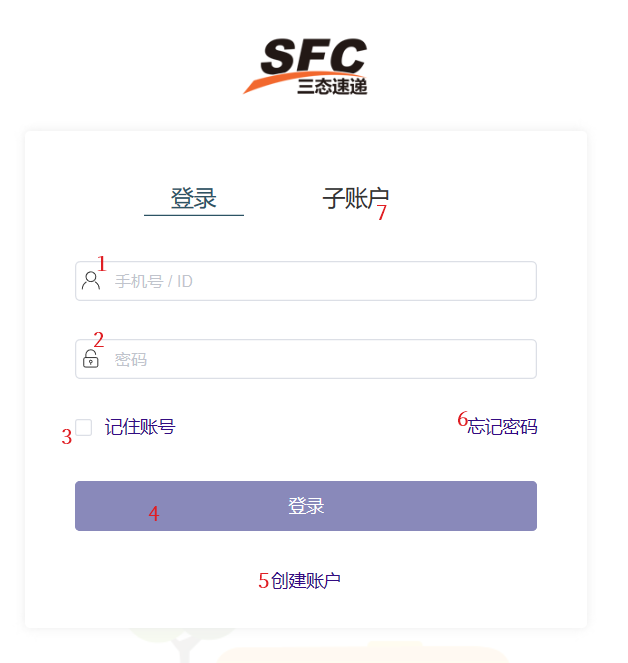 SFC
三态速递
登录 子账户
7
1
手机号 / ID
2
密码
3 记住账号 6 忘记密码
4 登录
5 创建账户